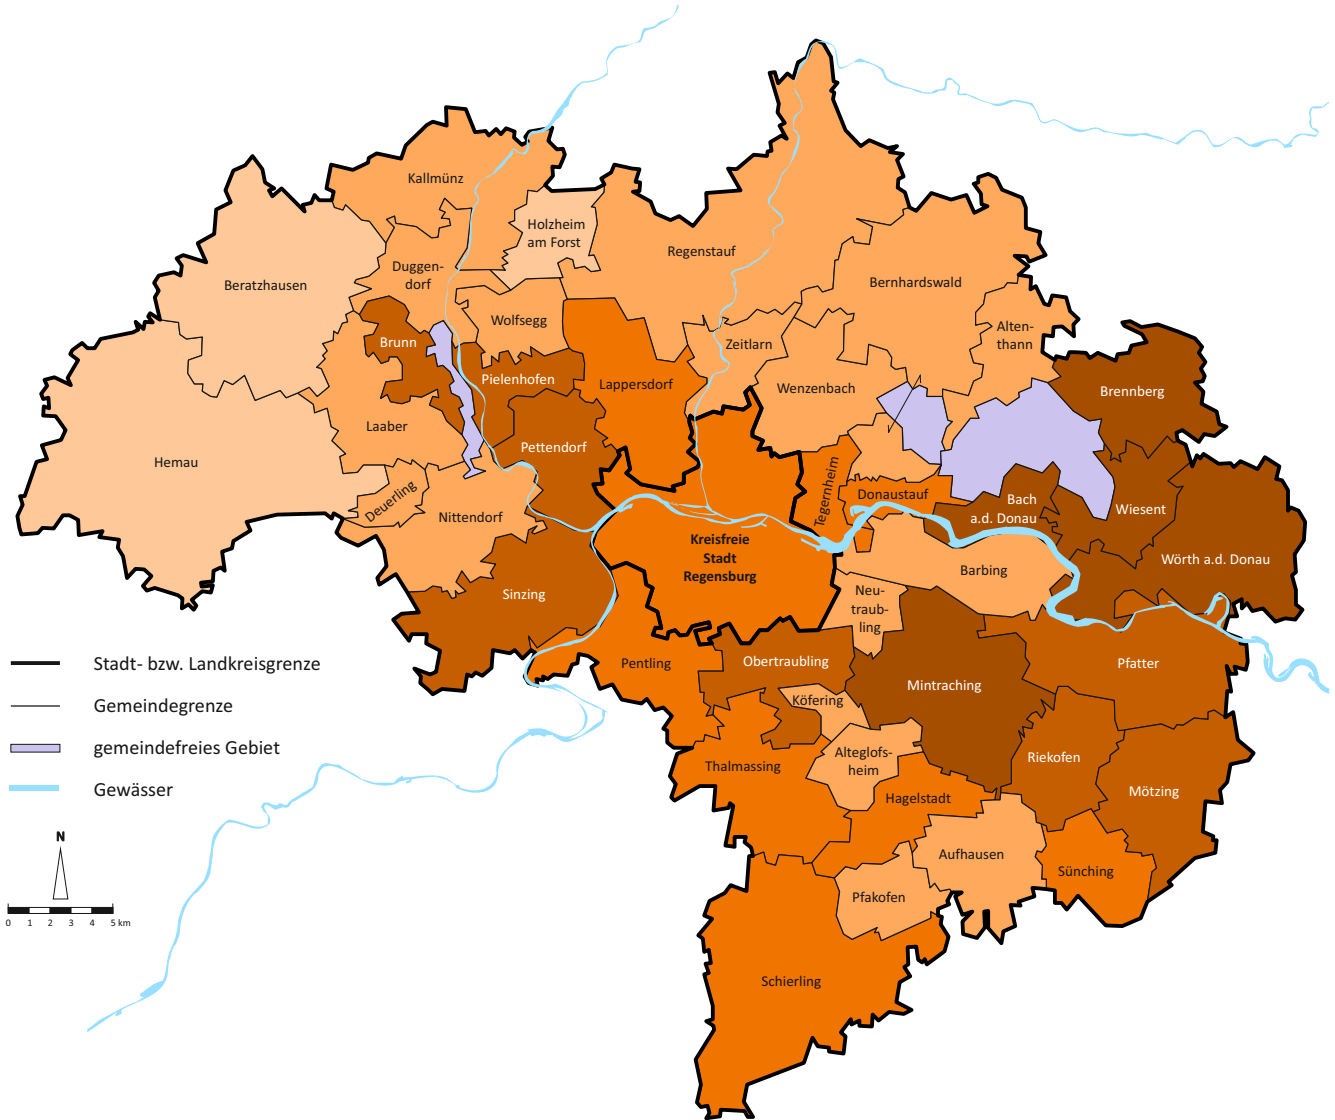 Kallmünz
Holzheim
am Forst
Regenstauf
Beratzhausen
Duggen-
dorf
Bernhardswald
Wolfsegg
Alten-
thann
Brunn
Zeitlarn
Pielenhofen
Lappersdorf
Wenzenbach
Brennberg
Laaber
Pettendorf
Hemau
Deuerling
Nittendorf
Tegernheim
Donaustauf
Bach
a.d. Donau
Wiesent
Kreisfreie
Stadt
Regensburg
Wörth a.d. Donau
Barbing
Sinzing
Neu-
traub-
ling
Stadt- bzw. Landkreisgrenze
Pentling
Obertraubling
Mintraching
Pfatter
Gemeindegrenze
Köfering
gemeindefreies Gebiet
Alteglofs-
heim
Riekofen
Thalmassing
Gewässer
Hagelstadt
Mötzing
N
Aufhausen
Sünching
Pfakofen
0 1 2 3 4 5 km
Schierling